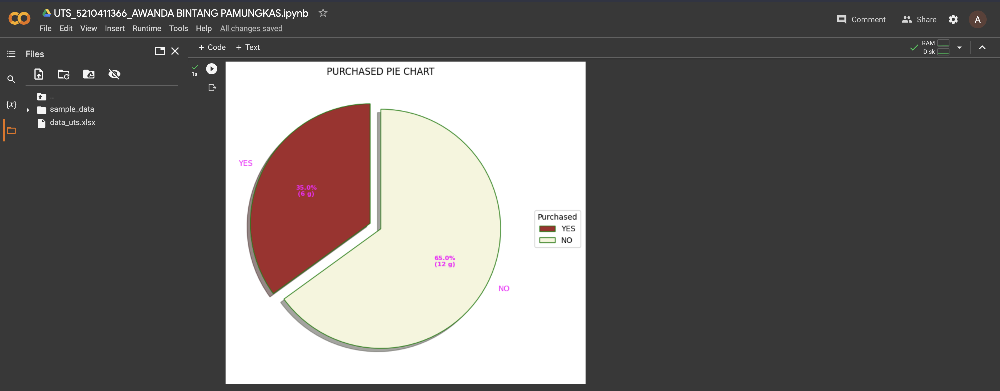 UTS_5210411366_AWANDA BINTANG PAMUNGKAS.ipynb
File Edit View Insert Runtime Tools Help All changes saved
Comment Share A
Files
+ Code + Text
RAM
Disk
{x}
..
sample_data
data_uts.xlsx
1s
PURCHASED PIE CHART
YES
35.0%
(6 g)
65.0%
(12 g)
NO
Purchased
YES
NO